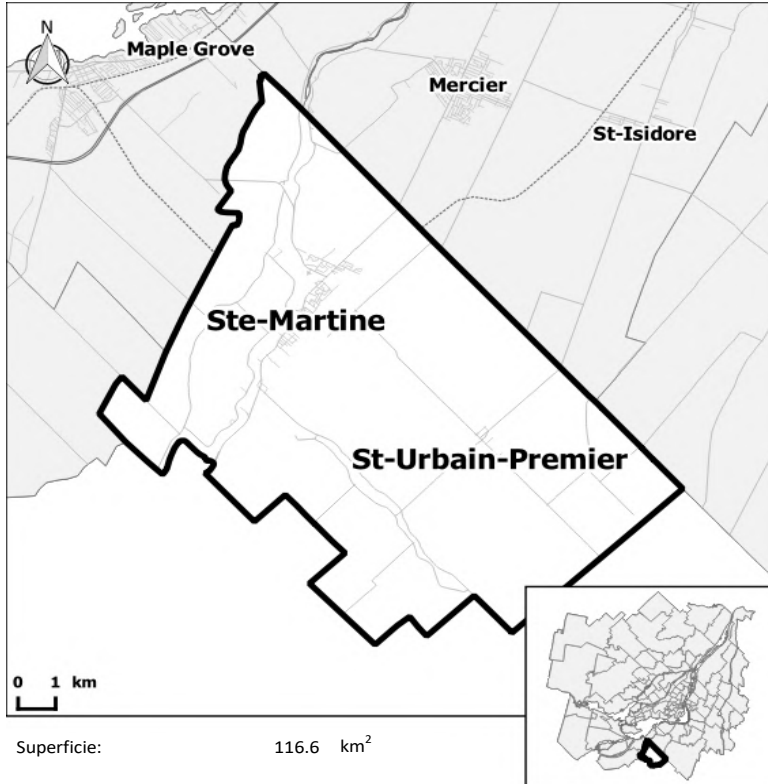 N
Maple Grove
Mercier
St-Isidore
Ste-Martine
St-Urbain-Premier
0 1 km
Superficie: 116.6 km²